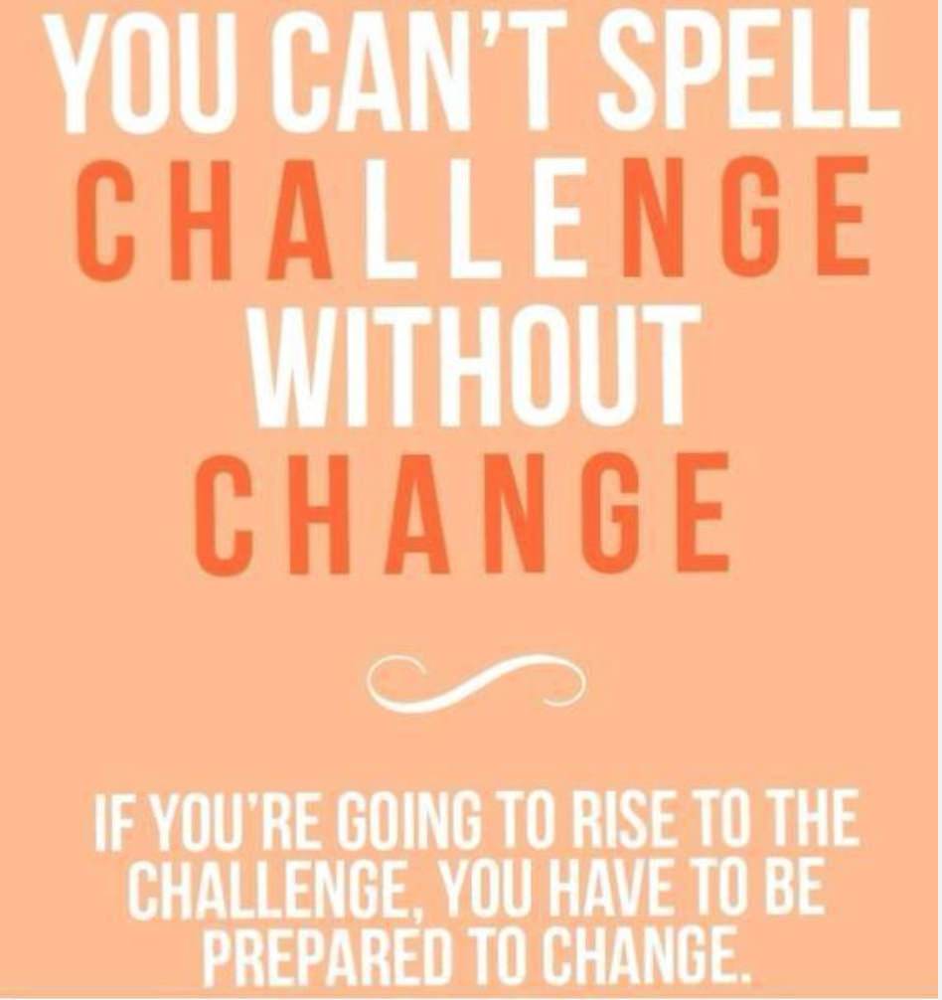 YOU CAN'T SPELL
CHALLENGE
WITHOUT
CHANGE
IF YOU'RE GOING TO RISE TO THE
CHALLENGE, YOU HAVE TO BE
PREPARED TO CHANGE.